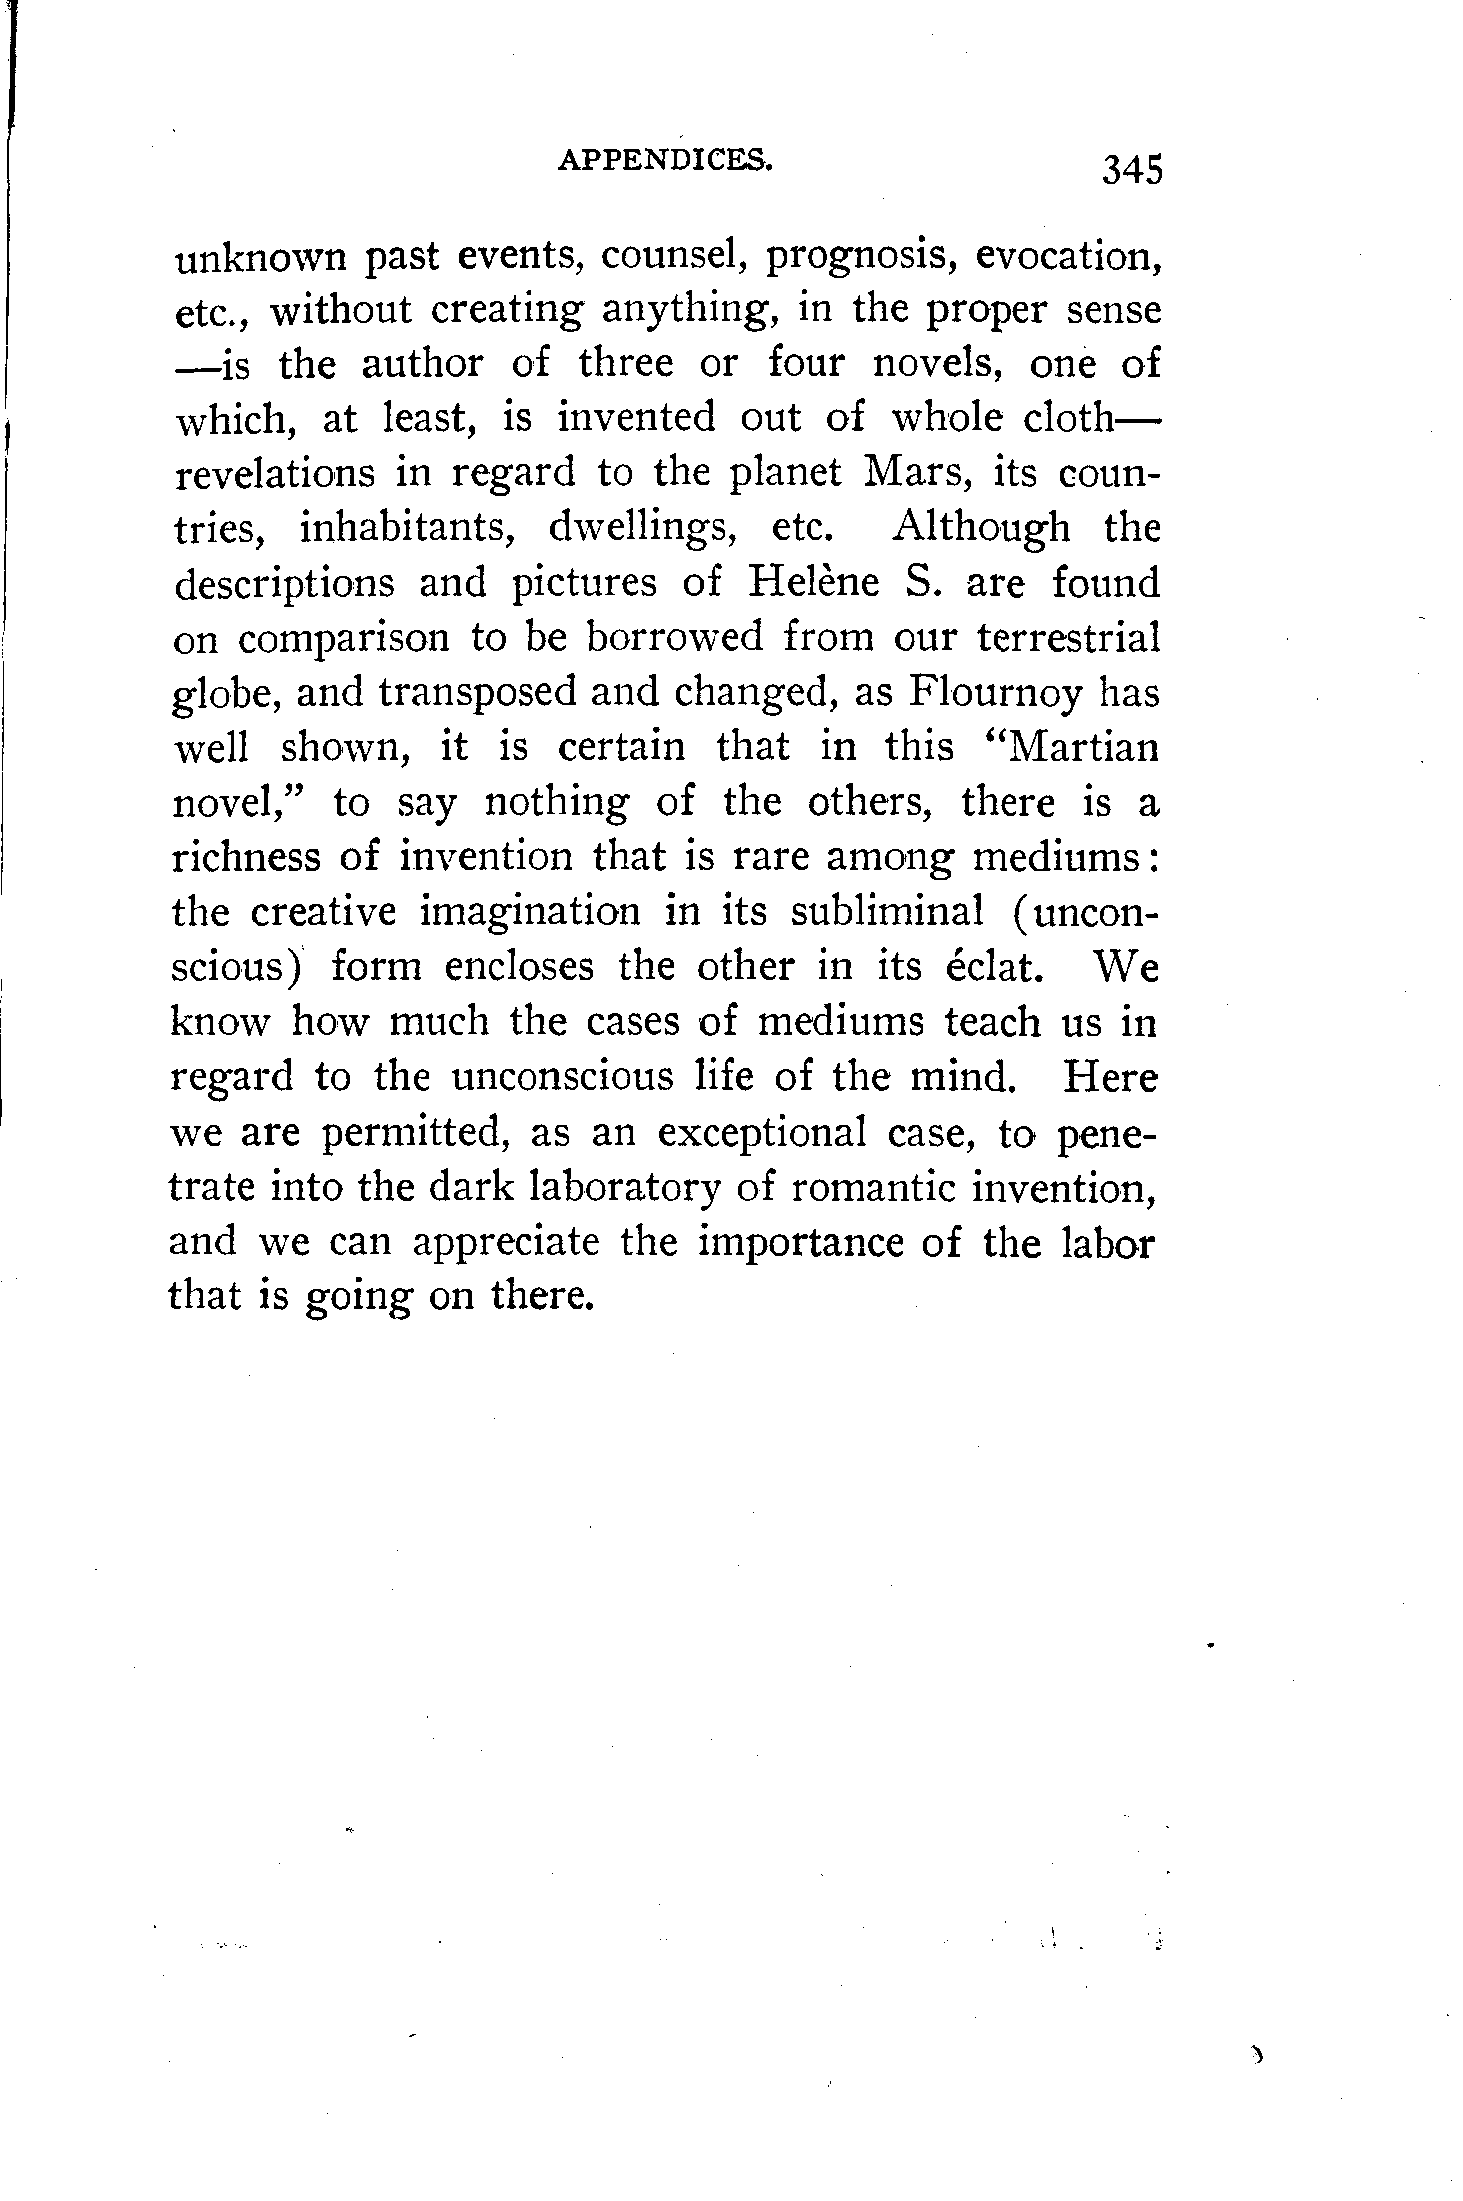 APPENDICES. 345
unknown past events, counsel, prognosis, evocation,
etc., without creating anything, in the proper sense
—is the author of three or four novels, one of
which, at least, is invented out of whole cloth—
revelations in regard to the planet Mars, its coun-
tries, inhabitants, dwellings, etc. Although the
descriptions and pictures of Helène S. are found
on comparison to be borrowed from our terrestrial
globe, and transposed and changed, as Flournoy has
well shown, it is certain that in this “Martian
novel,” to say nothing of the others, there is a
richness of invention that is rare among mediums:
the creative imagination in its subliminal (uncon-
scious) form encloses the other in its éclat. We
know how much the cases of mediums teach us in
regard to the unconscious life of the mind. Here
we are permitted, as an exceptional case, to pene-
trate into the dark laboratory of romantic invention,
and we can appreciate the importance of the labor
that is going on there.